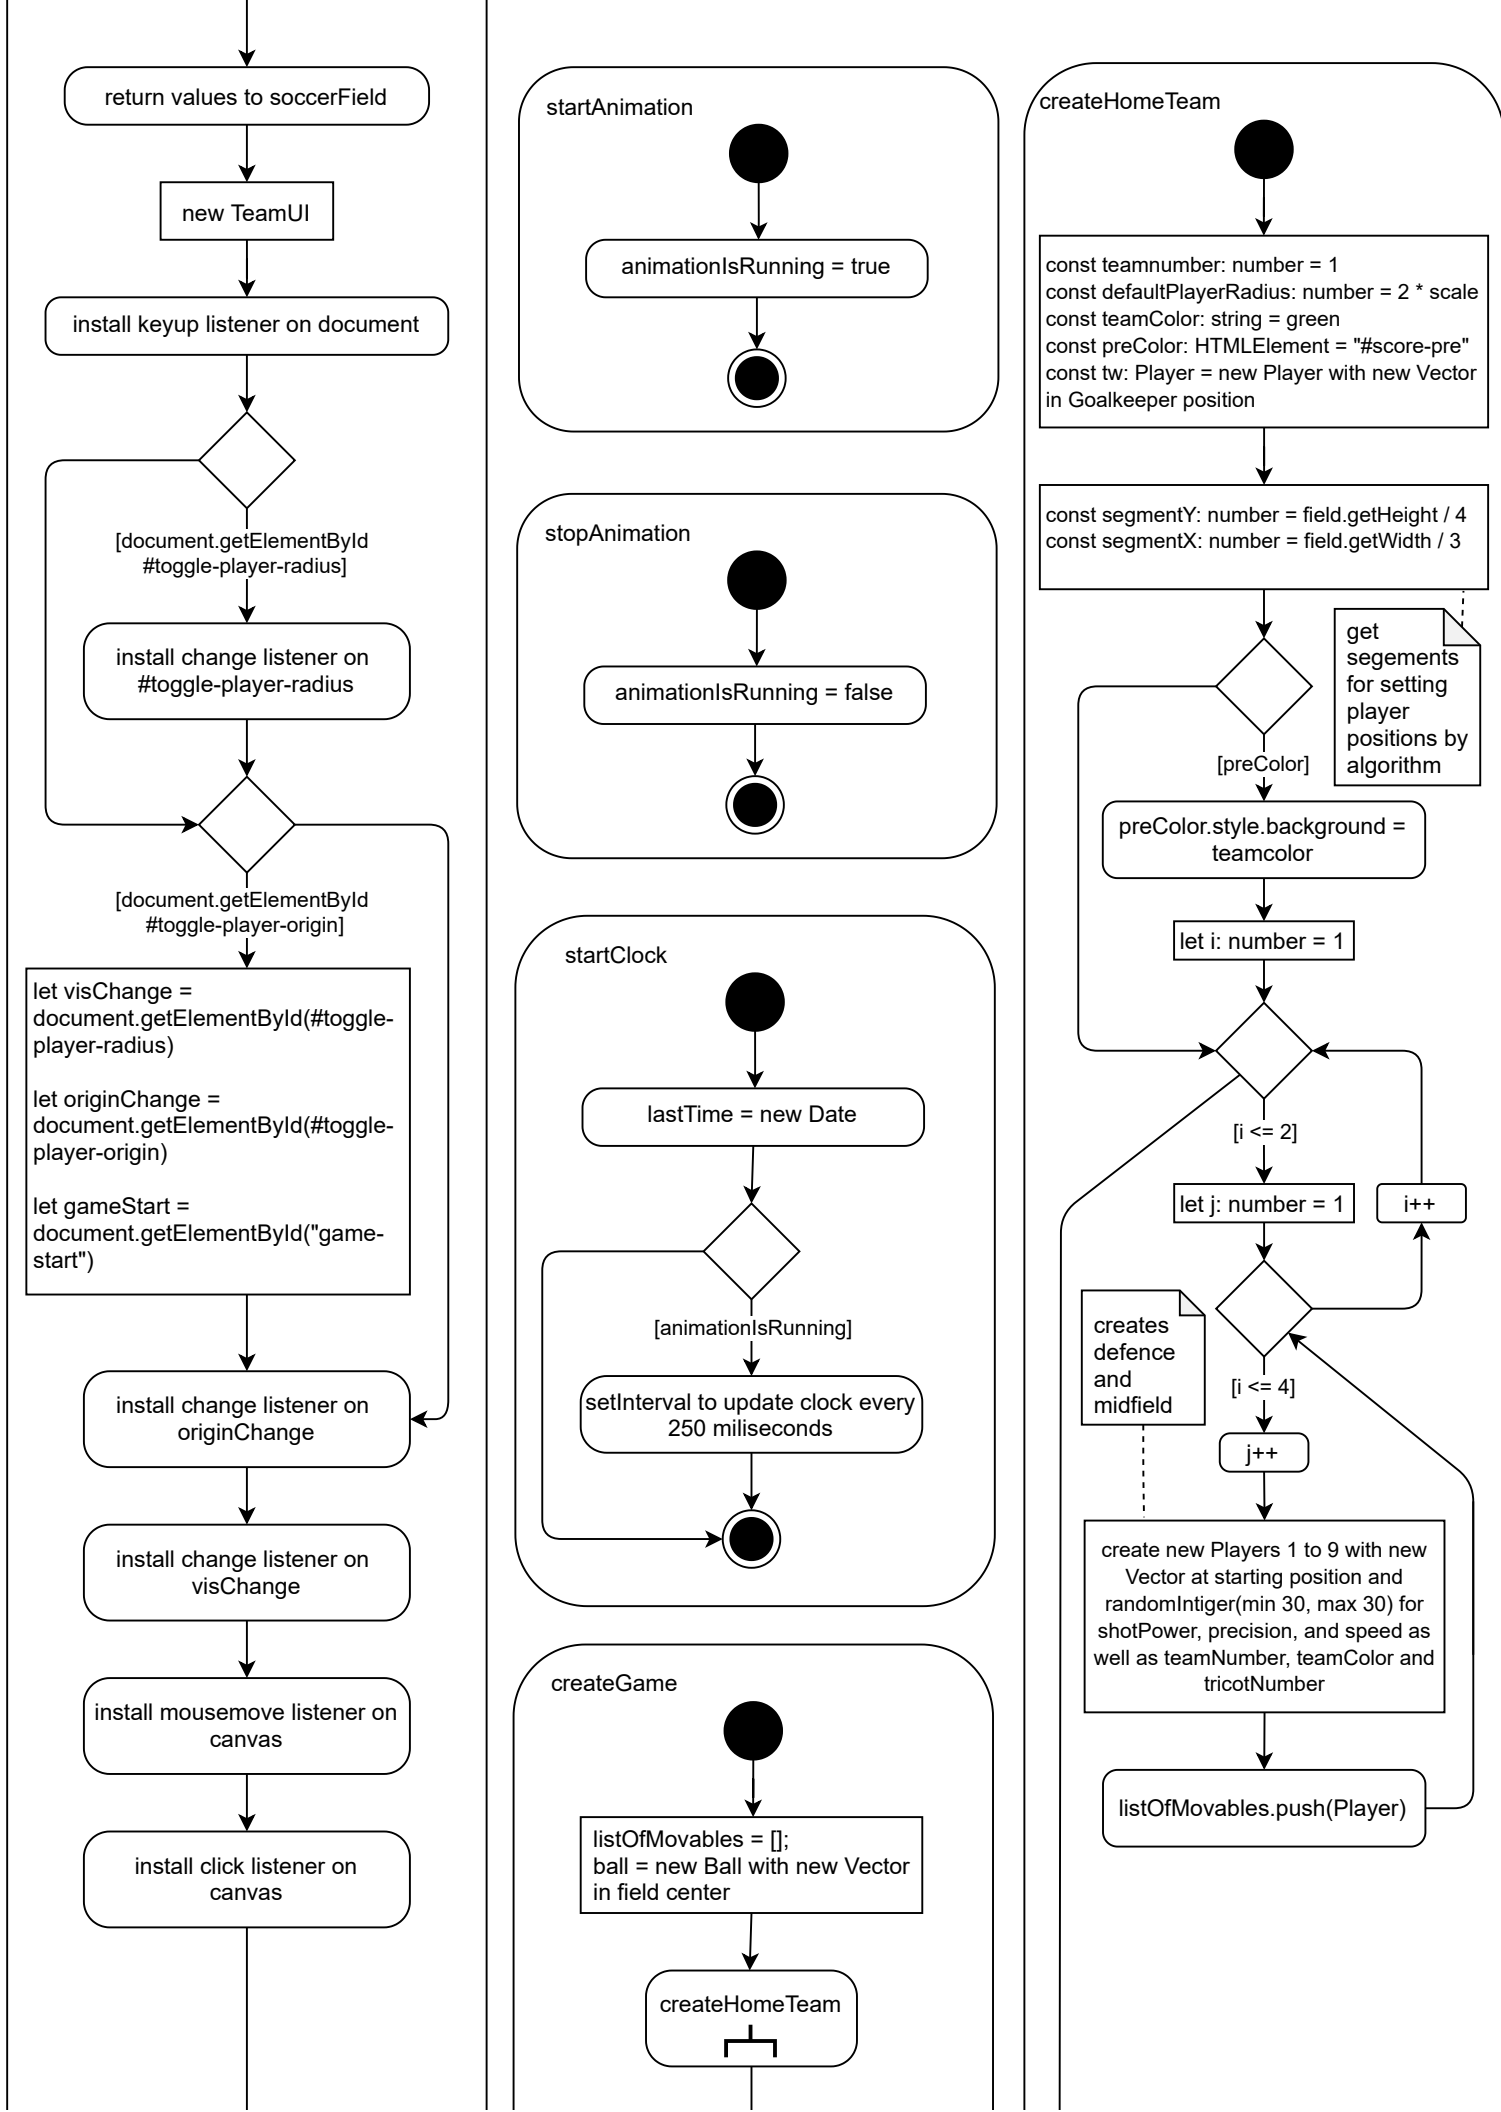 return values to soccerField
new TeamUI
install keyup listener on document
[document.getElementById
#toggle-player-radius]
install change listener on
#toggle-player-radius
[document.getElementById
#toggle-player-origin]
let visChange =
document.getElementById(#toggle-
player-radius)
let originChange =
document.getElementById(#toggle-
player-origin)
let gameStart =
document.getElementById("game-
start")
install change listener on
originChange
install change listener on
visChange
install mousemove listener on
canvas
install click listener on
canvas
startAnimation
animationIsRunning = true
stopAnimation
animationIsRunning = false
startClock
lastTime = new Date
[animationIsRunning]
setInterval to update clock every
250 miliseconds
createGame
listOfMovables = [];
ball = new Ball with new Vector
in field center
createHomeTeam
createHomeTeam
const teamnumber: number = 1
const defaultPlayerRadius: number = 2 * scale
const teamColor: string = green
const preColor: HTMLElement = "#score-pre"
const tw: Player = new Player with new Vector
in Goalkeeper position
const segmentY: number = field.getHeight / 4
const segmentX: number = field.getWidth / 3
get
segements
for setting
player
positions by
algorithm
[preColor]
preColor.style.background =
teamcolor
let i: number = 1
[i <= 2]
let j: number = 1
i++
creates
defence
and
midfield
[i <= 4]
j++
create new Players 1 to 9 with new
Vector at starting position and
randomIntiger(min 30, max 30) for
shotPower, precision, and speed as
well as teamNumber, teamColor and
tricotNumber
listOfMovables.push(Player)